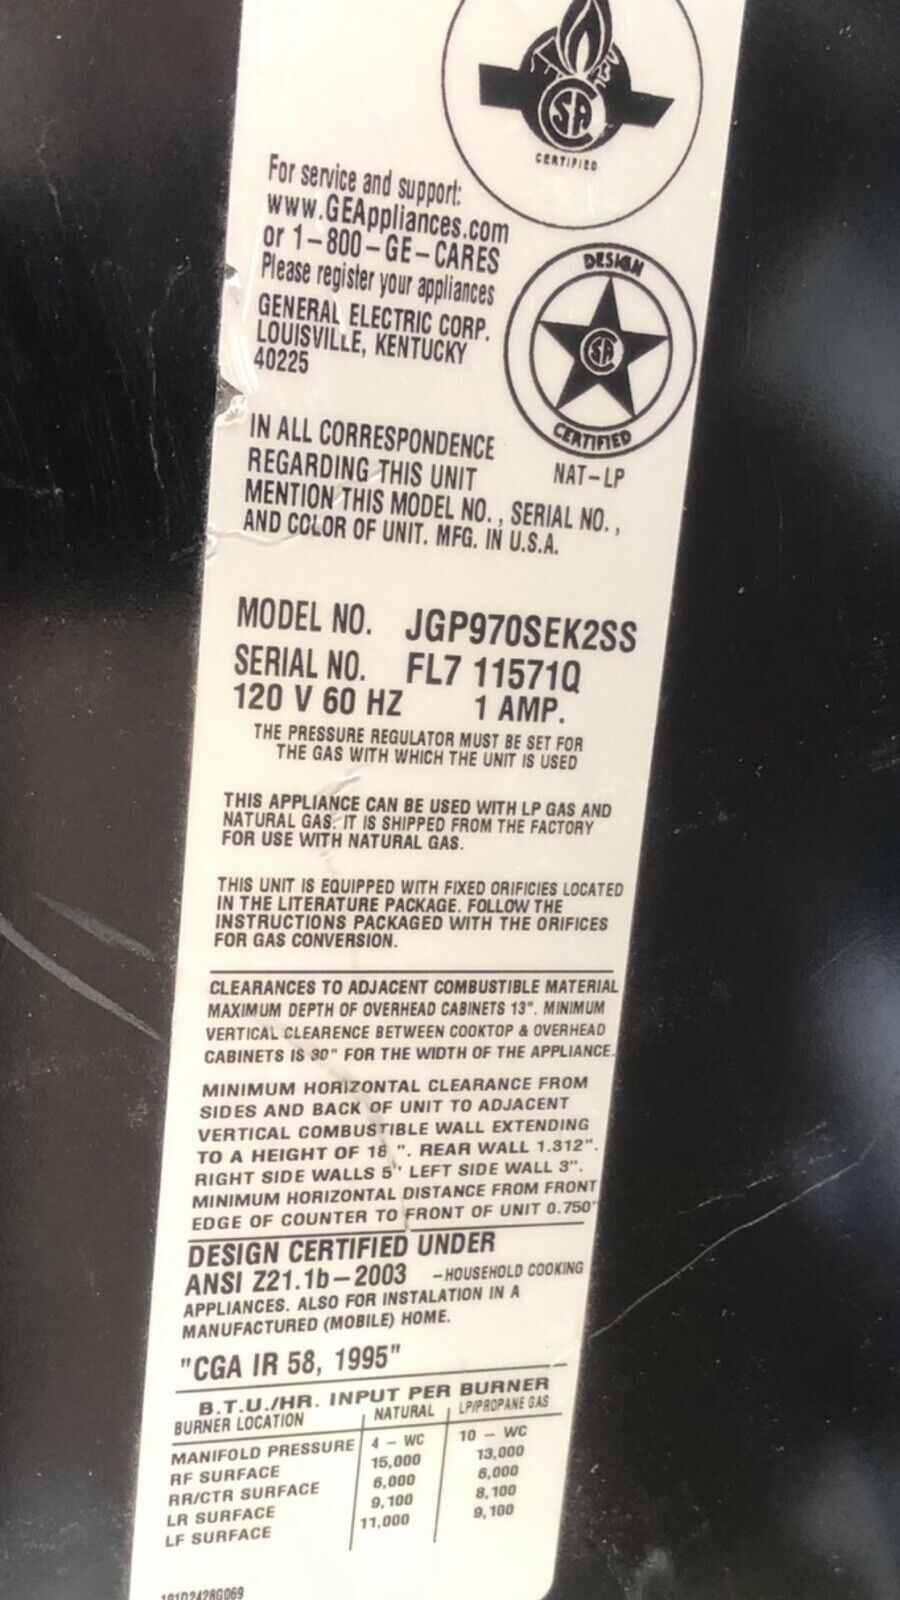 CSA
CERTIFIED
For service and support:
www.GEAppliances.com
or 1-800-GE-CARES
Please register your appliances
GENERAL ELECTRIC CORP.
LOUISVILLE, KENTUCKY
40225
DESIGN
CSA
CERTIFIED
NAT-LP
IN ALL CORRESPONDENCE
REGARDING THIS UNIT
MENTION THIS MODEL NO., SERIAL NO.,
AND COLOR OF UNIT. MFG. IN U.S.A.
MODEL NO. JGP970SEK2SS
SERIAL NO. FL7 11571Q
120 V 60 HZ 1 AMP.
THE PRESSURE REGULATOR MUST BE SET FOR
THE GAS WITH WHICH THE UNIT IS USED
THIS APPLIANCE CAN BE USED WITH LP GAS AND
NATURAL GAS. IT IS SHIPPED FROM THE FACTORY
FOR USE WITH NATURAL GAS.
THIS UNIT IS EQUIPPED WITH FIXED ORIFICIES LOCATED
IN THE LITERATURE PACKAGE. FOLLOW THE
INSTRUCTIONS PACKAGED WITH THE ORIFICES
FOR GAS CONVERSION.
CLEARANCES TO ADJACENT COMBUSTIBLE MATERIAL
MAXIMUM DEPTH OF OVERHEAD CABINETS 13". MINIMUM
VERTICAL CLEARENCE BETWEEN COOKTOP & OVERHEAD
CABINETS IS 30" FOR THE WIDTH OF THE APPLIANCE.
MINIMUM HORIZONTAL CLEARANCE FROM
SIDES AND BACK OF UNIT TO ADJACENT
VERTICAL COMBUSTIBLE WALL EXTENDING
TO A HEIGHT OF 18 ". REAR WALL 1.312".
RIGHT SIDE WALLS 5" LEFT SIDE WALL 3".
MINIMUM HORIZONTAL DISTANCE FROM FRONT
EDGE OF COUNTER TO FRONT OF UNIT 0.750"
DESIGN CERTIFIED UNDER
ANSI Z21.1b-2003 -HOUSEHOLD COOKING
APPLIANCES. ALSO FOR INSTALATION IN A
MANUFACTURED (MOBILE) HOME.
"CGA IR 58, 1995"
B.T.U./HR. INPUT PER BURNER
BURNER LOCATION NATURAL LP/PROPANE GAS
MANIFOLD PRESSURE 4 - WC 10 - WC
RF SURFACE 15,000 13,000
RR/CTR SURFACE 6,000 6,000
LR SURFACE 9,100 8,100
LF SURFACE 11,000 9,100
191D2428G069